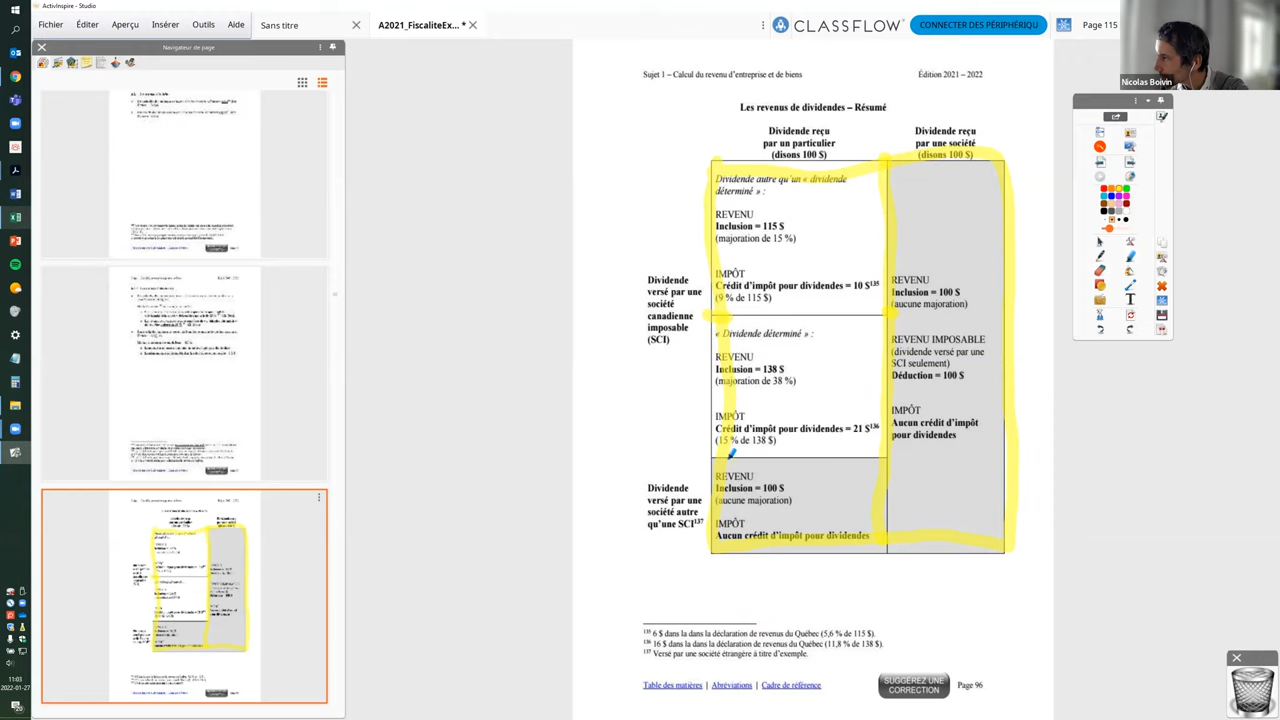 ActivInspire - Studio
Fichier Éditer Aperçu Insérer Outils Aide
Sans titre
A2021_FiscaliteEx... *
CLASSFLOW
CONNECTER DES PÉRIPHÉRIQU
Page 115
Navigateur de page
Nicolas Boivin
Sujet 1 – Calcul du revenu d'entreprise et de biens
Édition 2021 – 2022
Les revenus de dividendes – Résumé
Dividende reçu
par un particulier
(disons 100 $)
Dividende reçu
par une société
(disons 100 $)
Dividende versé par une société canadienne imposable (SCI)
Dividende autre qu'un « dividende
déterminé » :
REVENU
Inclusion = 115 $
(majoration de 15 %)
IMPÔT
Crédit d'impôt pour dividendes = 10 $135
(9 % de 115 $)
« Dividende déterminé » :
REVENU
Inclusion = 138 $
(majoration de 38 %)
IMPÔT
Crédit d'impôt pour dividendes = 21 $136
(15 % de 138 $)
REVENU
Inclusion = 100 $
(aucune majoration)
REVENU IMPOSABLE
(dividende versé par une
SCI seulement)
Déduction = 100 $
IMPÔT
Aucun crédit d'impôt
pour dividendes
Dividende
versé par une
société autre
qu'une SCI137
REVENU
Inclusion = 100 $
(aucune majoration)
IMPÔT
Aucun crédit d'impôt pour dividendes
135 6 $ dans la dans la déclaration de revenus du Québec (5,6 % de 115 $).
136 16 $ dans la dans la déclaration de revenus du Québec (11,8 % de 138 $).
137 Versé par une société étrangère à titre d'exemple.
Table des matières | Abréviations | Cadre de référence
SUGGÉREZ UNE
CORRECTION
Page 96